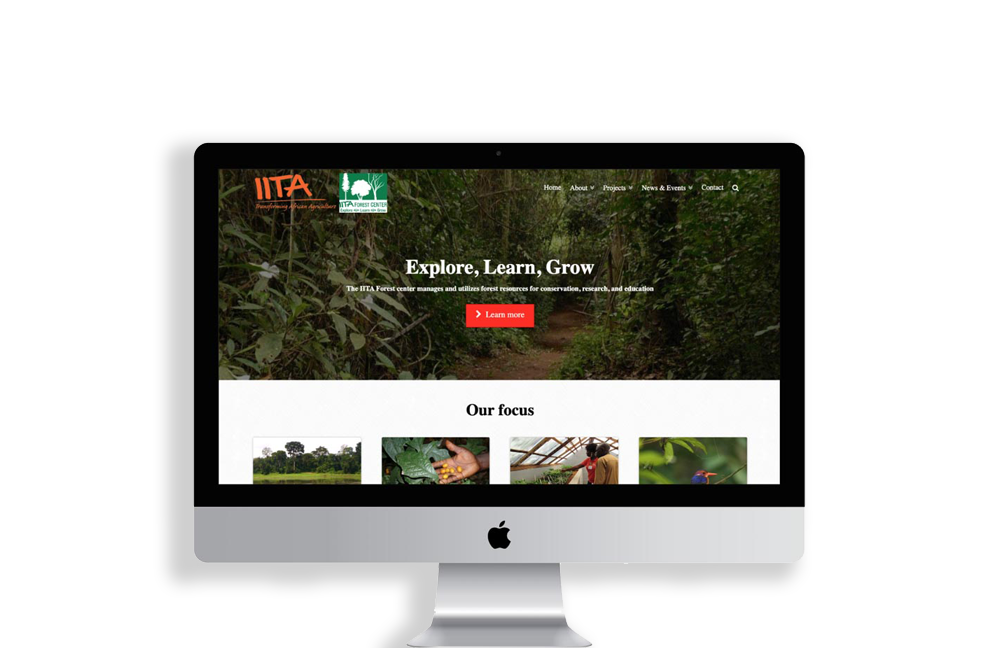 IITA
Transforming African Agriculture
IITA FOREST CENTER
Explore Learn Grow
Home About Projects News & Events Contact
Explore, Learn, Grow
The IITA Forest center manages and utilizes forest resources for conservation, research, and education
Learn more
Our focus